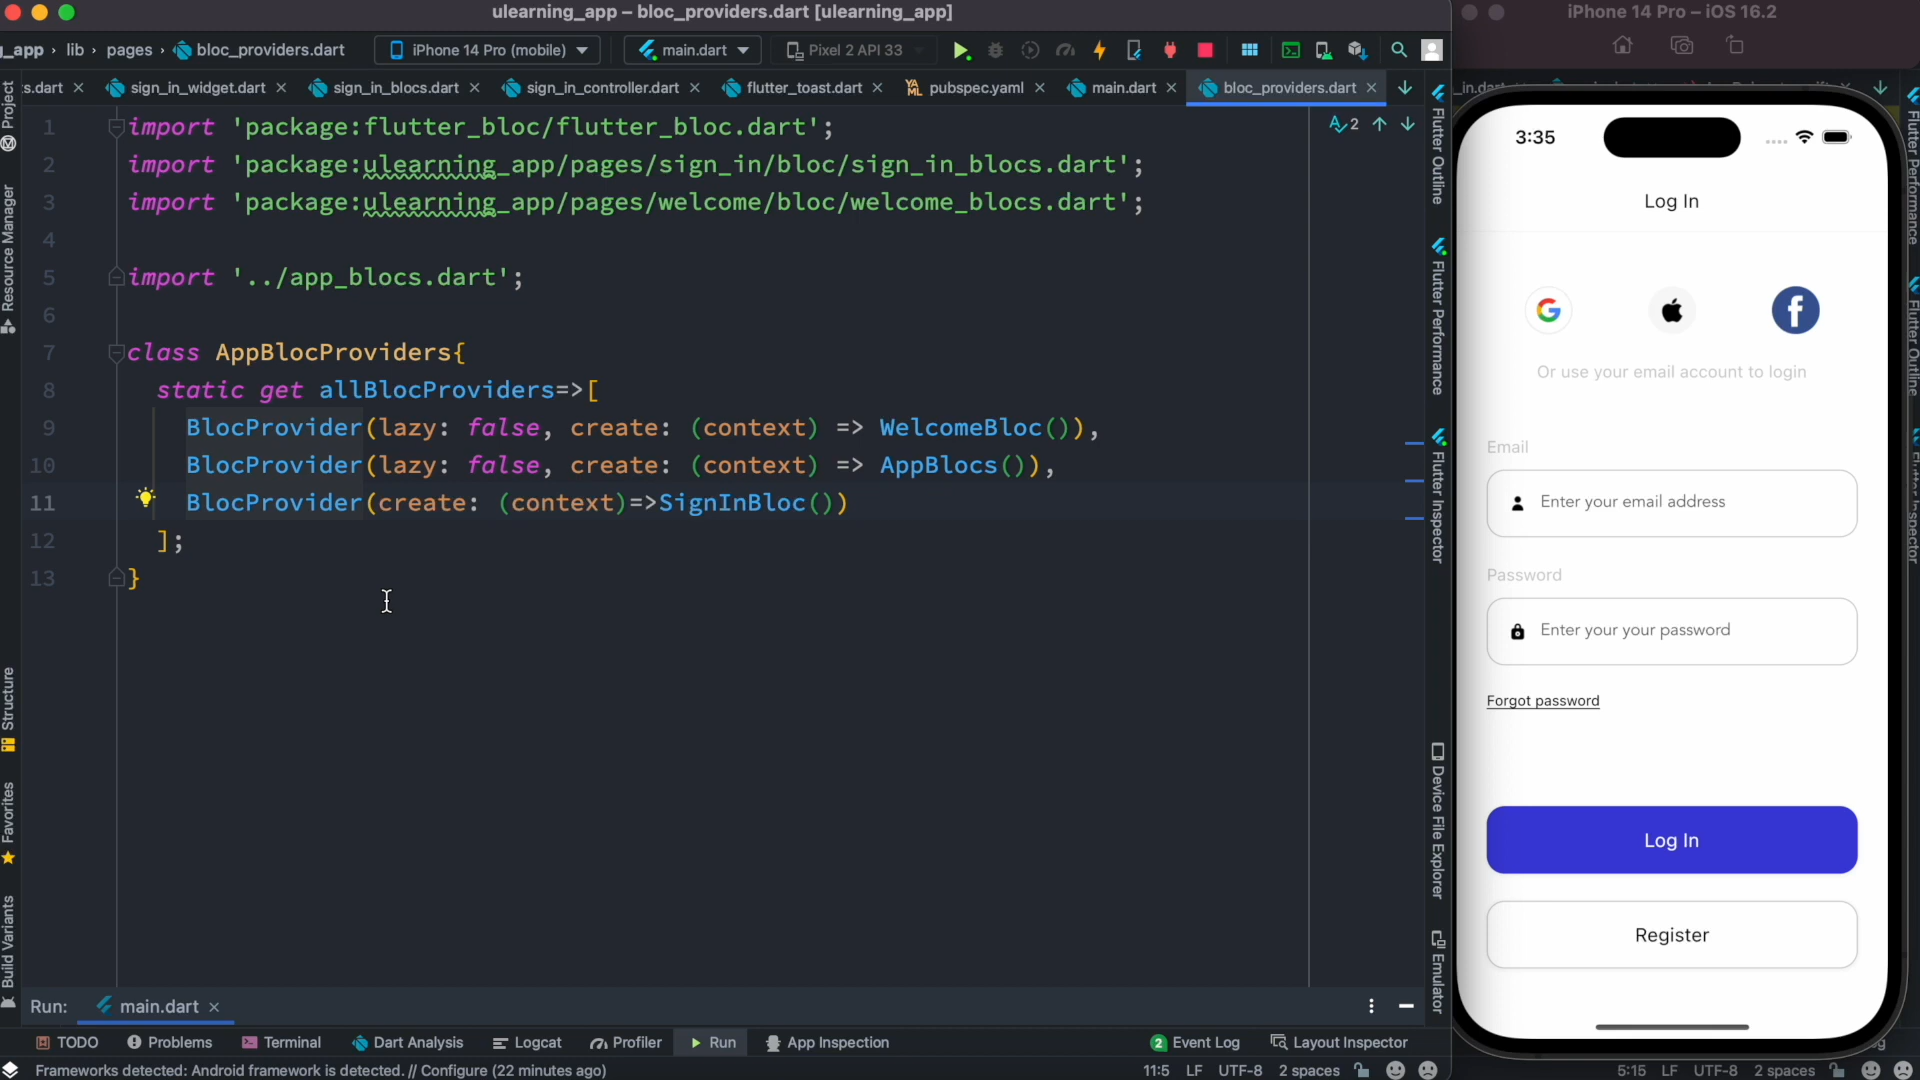 ulearning_app – bloc_providers.dart [ulearning_app]
iPhone 14 Pro – iOS 16.2
g_app › lib › pages › bloc_providers.dart
iPhone 14 Pro (mobile)
main.dart
Pixel 2 API 33
s.dart
sign_in_widget.dart
sign_in_blocs.dart
sign_in_controller.dart
flutter_toast.dart
pubspec.yaml
main.dart
bloc_providers.dart
1 import 'package:flutter_bloc/flutter_bloc.dart';
2 import 'package:ulearning_app/pages/sign_in/bloc/sign_in_blocs.dart';
3 import 'package:ulearning_app/pages/welcome/bloc/welcome_blocs.dart';
4
5 import '../app_blocs.dart';
6
7 class AppBlocProviders{
8 static get allBlocProviders=>[
9 BlocProvider(lazy: false, create: (context) => WelcomeBloc()),
10 BlocProvider(lazy: false, create: (context) => AppBlocs()),
11 BlocProvider(create: (context)=>SignInBloc())
12 ];
13 }
2
Project
Resource Manager
Structure
Favorites
Build Variants
Flutter Outline
Flutter Performance
Flutter Inspector
Device File Explorer
Emulator
3:35
Log In
Or use your email account to login
Email
Enter your email address
Password
Enter your your password
Forgot password
Log In
Register
Flutter Performance
Flutter Outline
Run: main.dart
TODO
Problems
Terminal
Dart Analysis
Logcat
Profiler
Run
App Inspection
2 Event Log
Layout Inspector
Frameworks detected: Android framework is detected. // Configure (22 minutes ago)
11:5 LF UTF-8 2 spaces
5:15 LF UTF-8 2 spaces